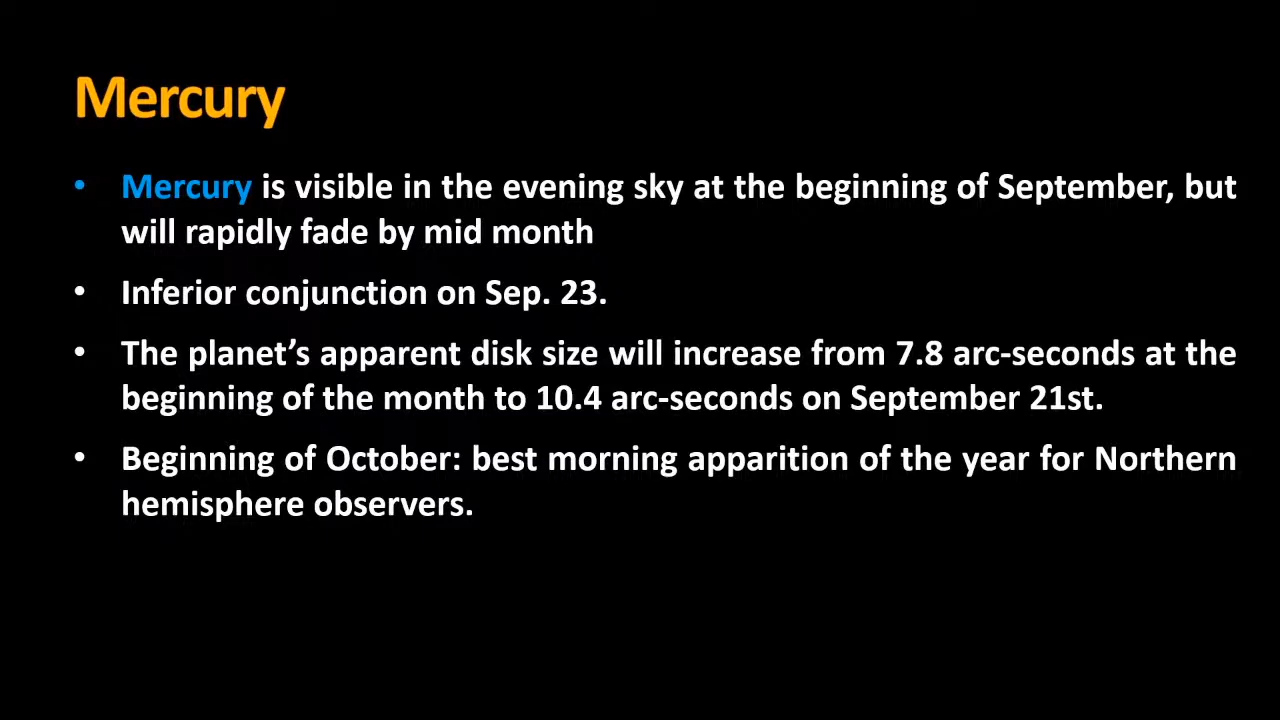 Mercury
• Mercury is visible in the evening sky at the beginning of September, but
will rapidly fade by mid month
• Inferior conjunction on Sep. 23.
• The planet’s apparent disk size will increase from 7.8 arc-seconds at the
beginning of the month to 10.4 arc-seconds on September 21st.
• Beginning of October: best morning apparition of the year for Northern
hemisphere observers.